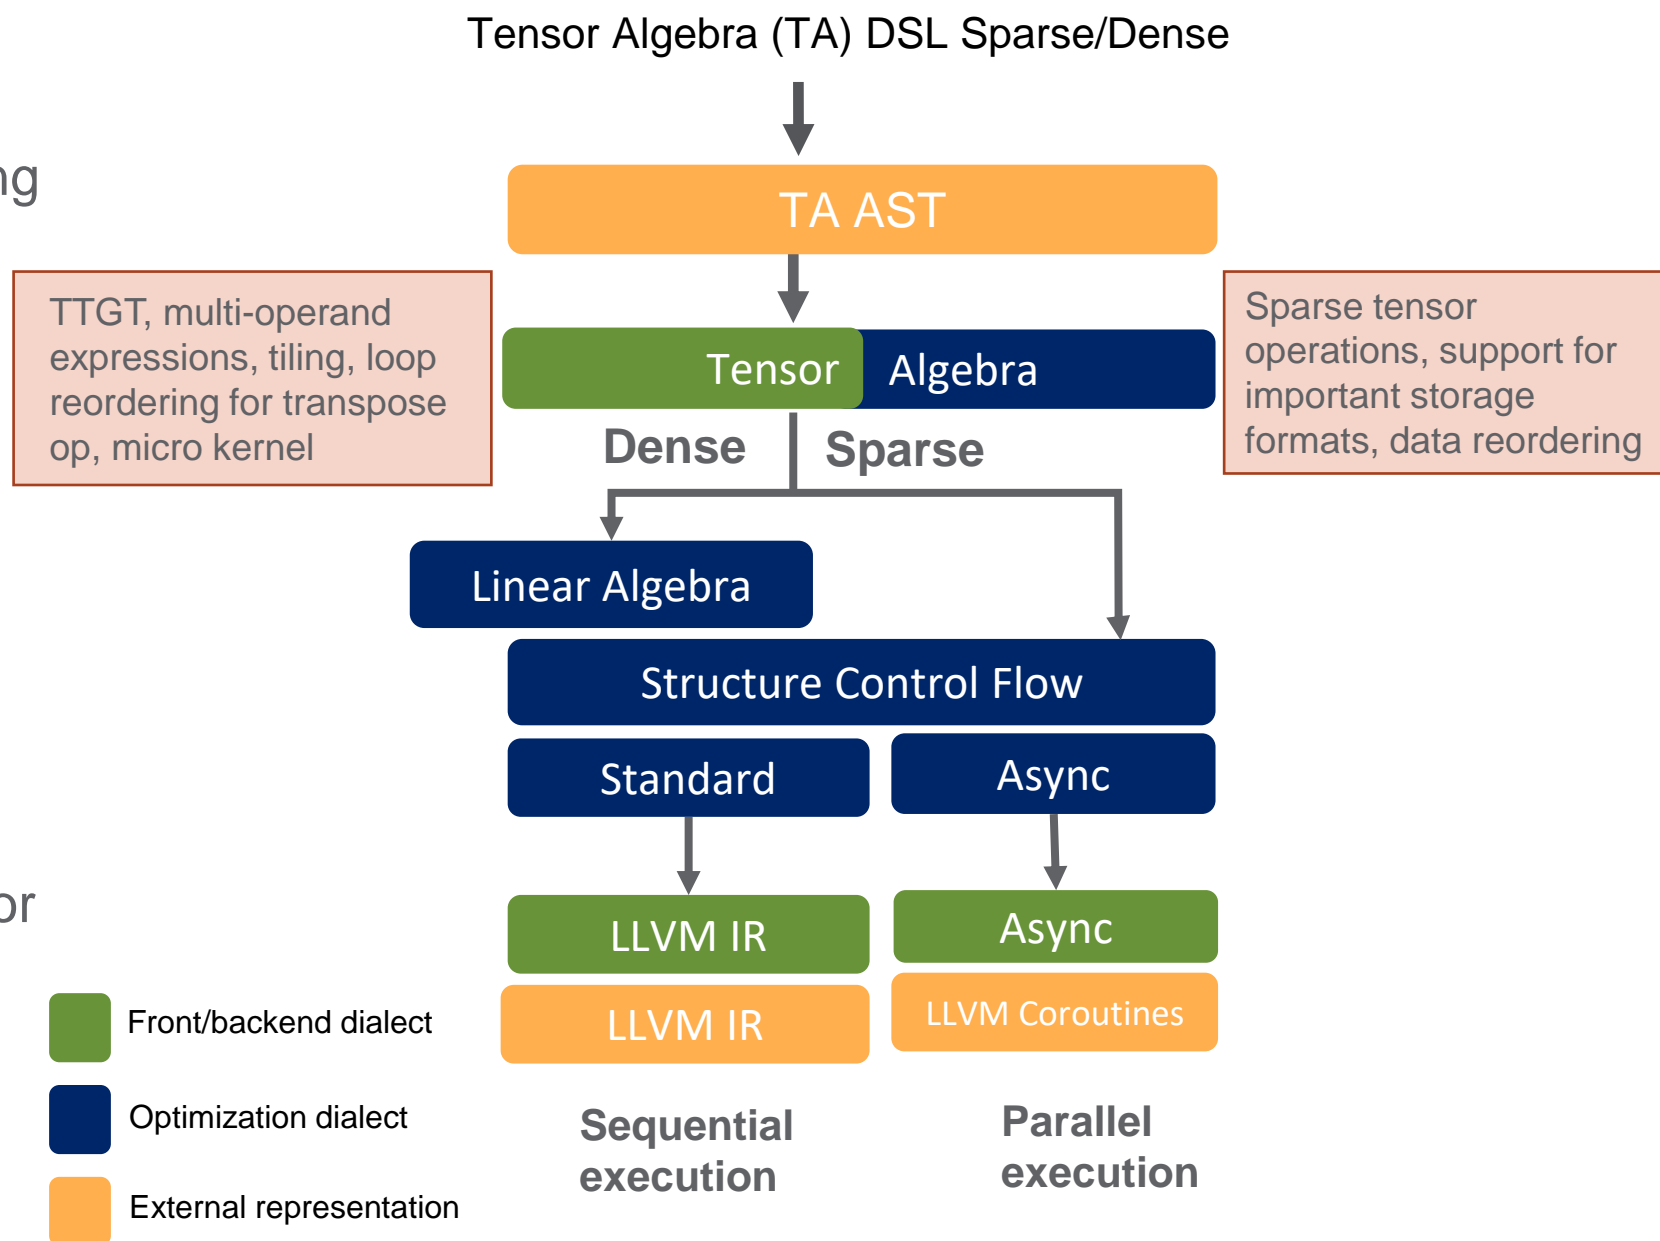 Tensor Algebra (TA) DSL Sparse/Dense
TA AST
TTGT, multi-operand
expressions, tiling, loop
reordering for transpose
op, micro kernel
Tensor Algebra
Sparse tensor
operations, support for
important storage
formats, data reordering
Dense Sparse
Linear Algebra
Structure Control Flow
Standard
Async
LLVM IR
Async
LLVM IR
LLVM Coroutines
Front/backend dialect
Optimization dialect
External representation
Sequential
execution
Parallel
execution